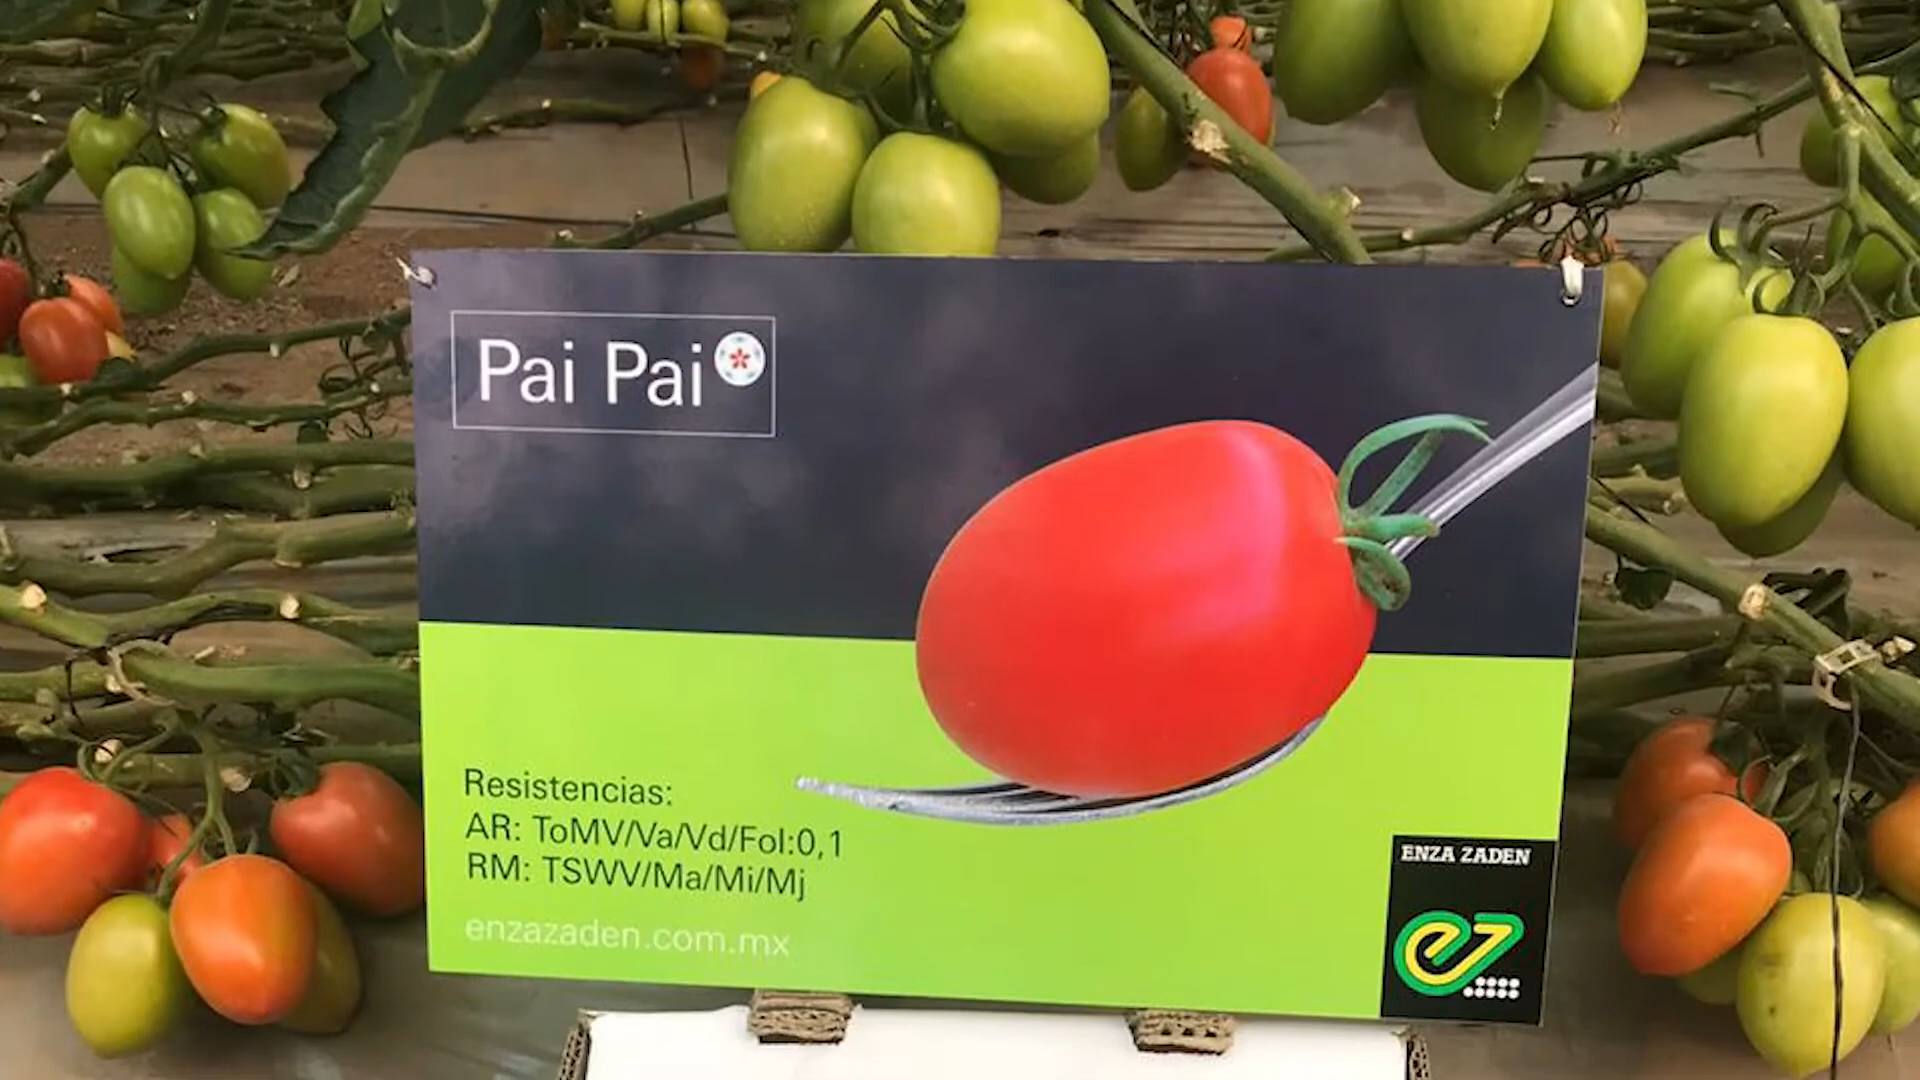 Pai Pai
Resistencias:
AR: ToMV/Va/Vd/Fol:0,1
RM: TSWV/Ma/Mi/Mj
enzazaden.com.mx
ENZA ZADEN